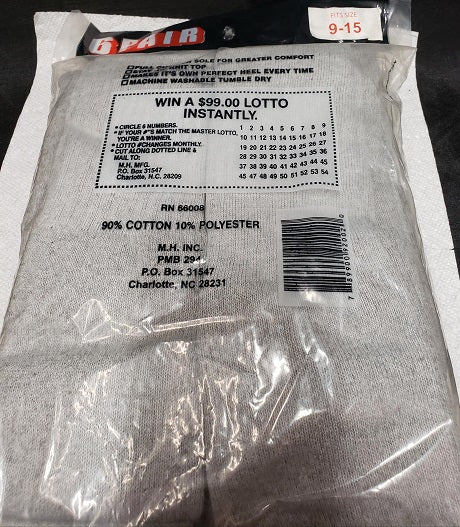 6 PAIR
FITS SIZE
9-15
SOLE FOR GREATER COMFORT
KNIT TOP
MAKES IT'S OWN PERFECT HEEL EVERY TIME
MACHINE WASHABLE TUMBLE DRY
WIN A $99.00 LOTTO
INSTANTLY.
• CIRCLE 6 NUMBERS.
• IF YOUR #'S MATCH THE MASTER LOTTO,
YOU'RE A WINNER.
• LOTTO #CHANGES MONTHLY.
• CUT ALONG DOTTED LINE &
MAIL TO:
M.H. MFG.
P.O. Box 31547
Charlotte, N.C. 28209
1 2 3 4 5 6 7 8 9
10 11 12 13 14 15 16 17 18
19 20 21 22 23 24 25 26 27
28 29 30 31 32 33 34 35 36
37 38 39 40 41 42 43 44 45
45 47 48 49 50 51 52 53 54
RN 86008
90% COTTON 10% POLYESTER
M.H. INC.
PMB 294
P.O. Box 31547
Charlotte, NC 28231